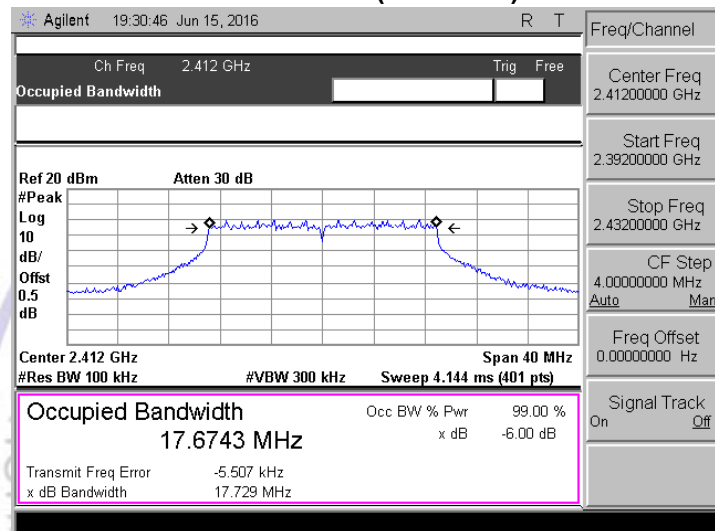 Agilent 19:30:46 Jun 15, 2016 R T
Freq/Channel
Ch Freq 2.412 GHz Trig Free
Occupied Bandwidth
Center Freq
2.41200000 GHz
Start Freq
2.39200000 GHz
Stop Freq
2.43200000 GHz
CF Step
4.00000000 MHz
Auto Man
Freq Offset
0.00000000 Hz
Signal Track
On Off
Ref 20 dBm Atten 30 dB
#Peak
Log
10
dB/
Offst
0.5
dB
Center 2.412 GHz Span 40 MHz
#Res BW 100 kHz #VBW 300 kHz Sweep 4.144 ms (401 pts)
Occupied Bandwidth Occ BW % Pwr 99.00 %
17.6743 MHz x dB -6.00 dB
Transmit Freq Error -5.507 kHz
x dB Bandwidth 17.729 MHz